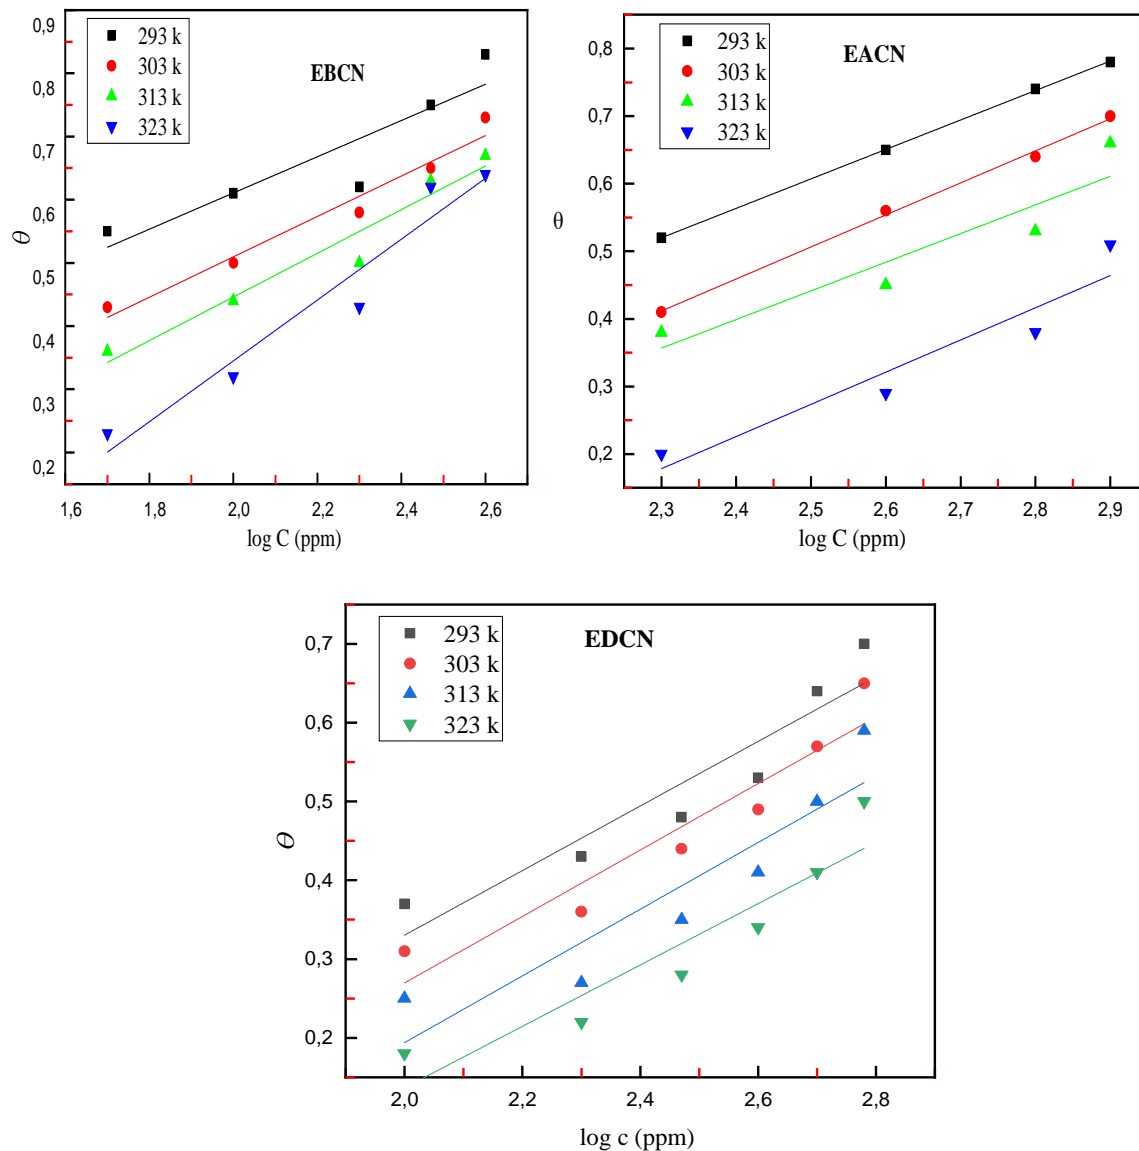 0,9
0,8
0,7
0,6
0,5
0,4
0,3
0,2
θ
293 k
303 k
313 k
323 k
EBCN
1,6 1,8 2,0 2,2 2,4 2,6
log C (ppm)
0,8
0,7
0,6
0,5
0,4
0,3
0,2
θ
293 k
303 k
313 k
323 k
EACN
2,3 2,4 2,5 2,6 2,7 2,8 2,9
log C (ppm)
0,7
0,6
0,5
0,4
0,3
0,2
θ
293 k
303 k
313 k
323 k
EDCN
2,0 2,2 2,4 2,6 2,8
log c (ppm)